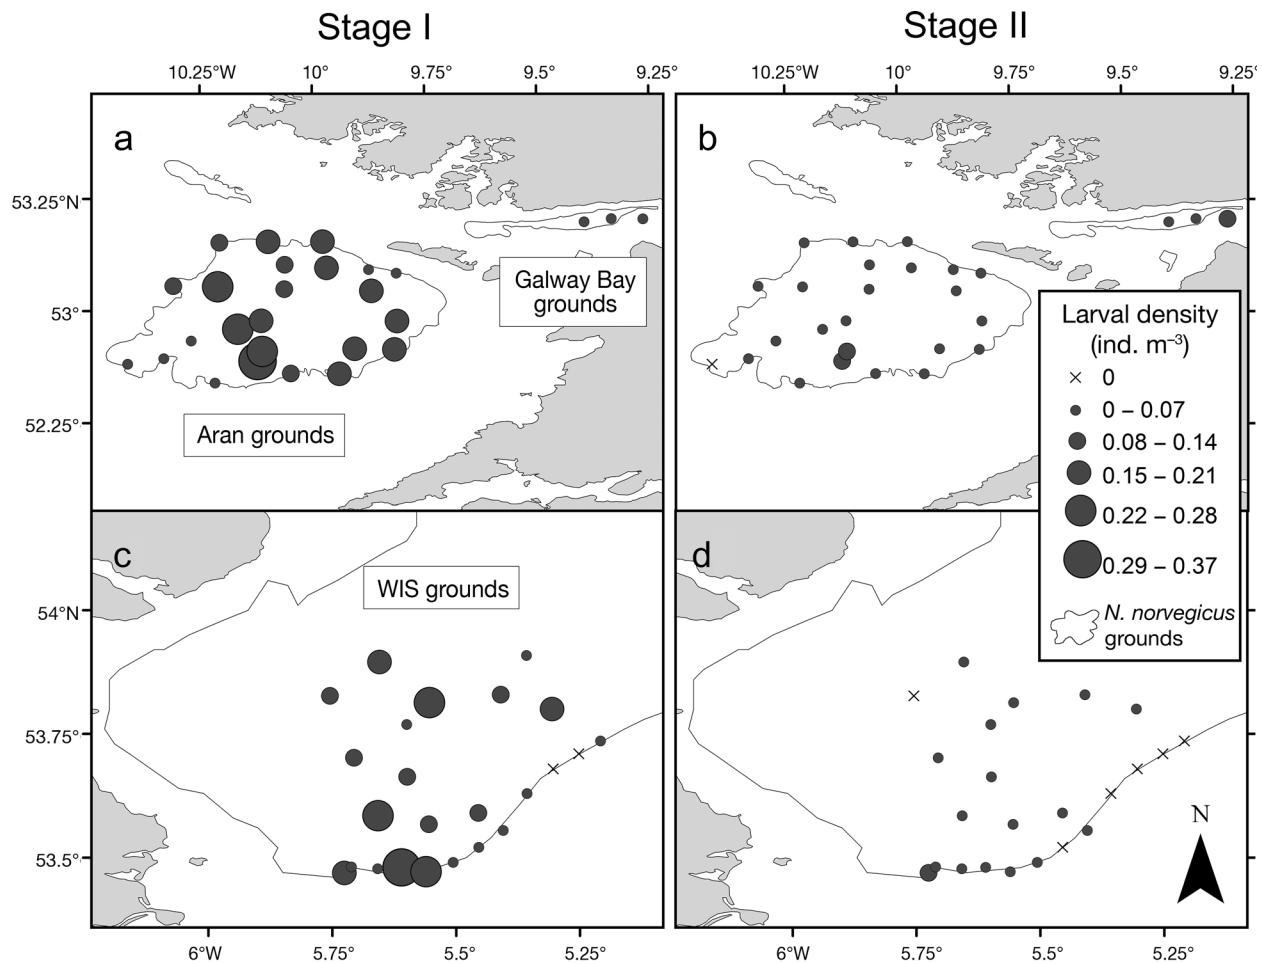 Stage I
Stage II
10.25°W 10° 9.75° 9.5° 9.25°
10.25°W 10° 9.75° 9.5° 9.25°
a
b
53.25°N
53°
52.25°
Galway Bay
grounds
Aran grounds
Larval density
(ind. m–3)
0
0 – 0.07
0.08 – 0.14
0.15 – 0.21
0.22 – 0.28
0.29 – 0.37
N. norvegicus
grounds
c
d
WIS grounds
54°N
53.75°
53.5°
N
6°W 5.75° 5.5° 5.25°
6°W 5.75° 5.5° 5.25°